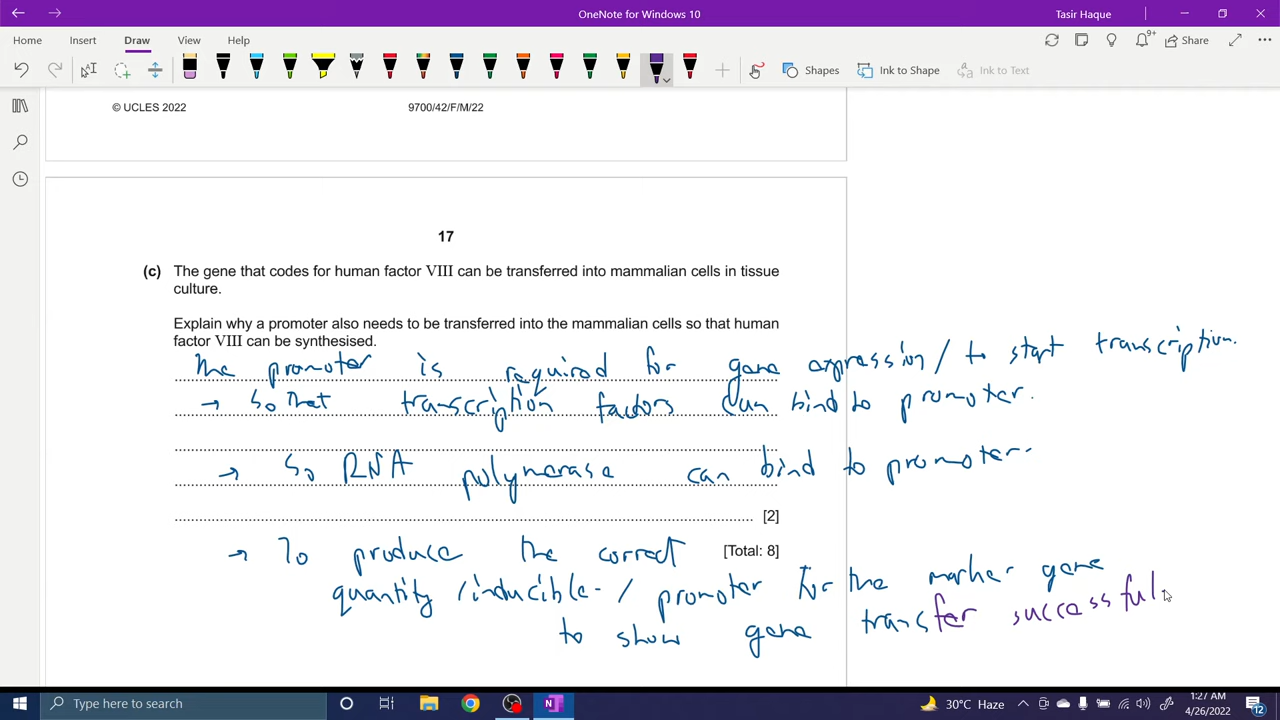 OneNote for Windows 10
Tasir Haque
Home Insert Draw View Help
Share
Shapes Ink to Shape Ink to Text
© UCLES 2022 9700/42/F/M/22
17
(c) The gene that codes for human factor VIII can be transferred into mammalian cells in tissue
culture.
Explain why a promoter also needs to be transferred into the mammalian cells so that human
factor VIII can be synthesised.
The promoter is required for gene expression / to start transcription.
→ so that transcription factors can bind to promoter.
→ So RNA polymerase can bind to promoter.
[2]
[Total: 8]
→ To produce the correct
quantity / inducible / promoter for the marker gene
to show gene transfer successful
Type here to search
30°C Haze
1:27 AM
4/26/2022
12